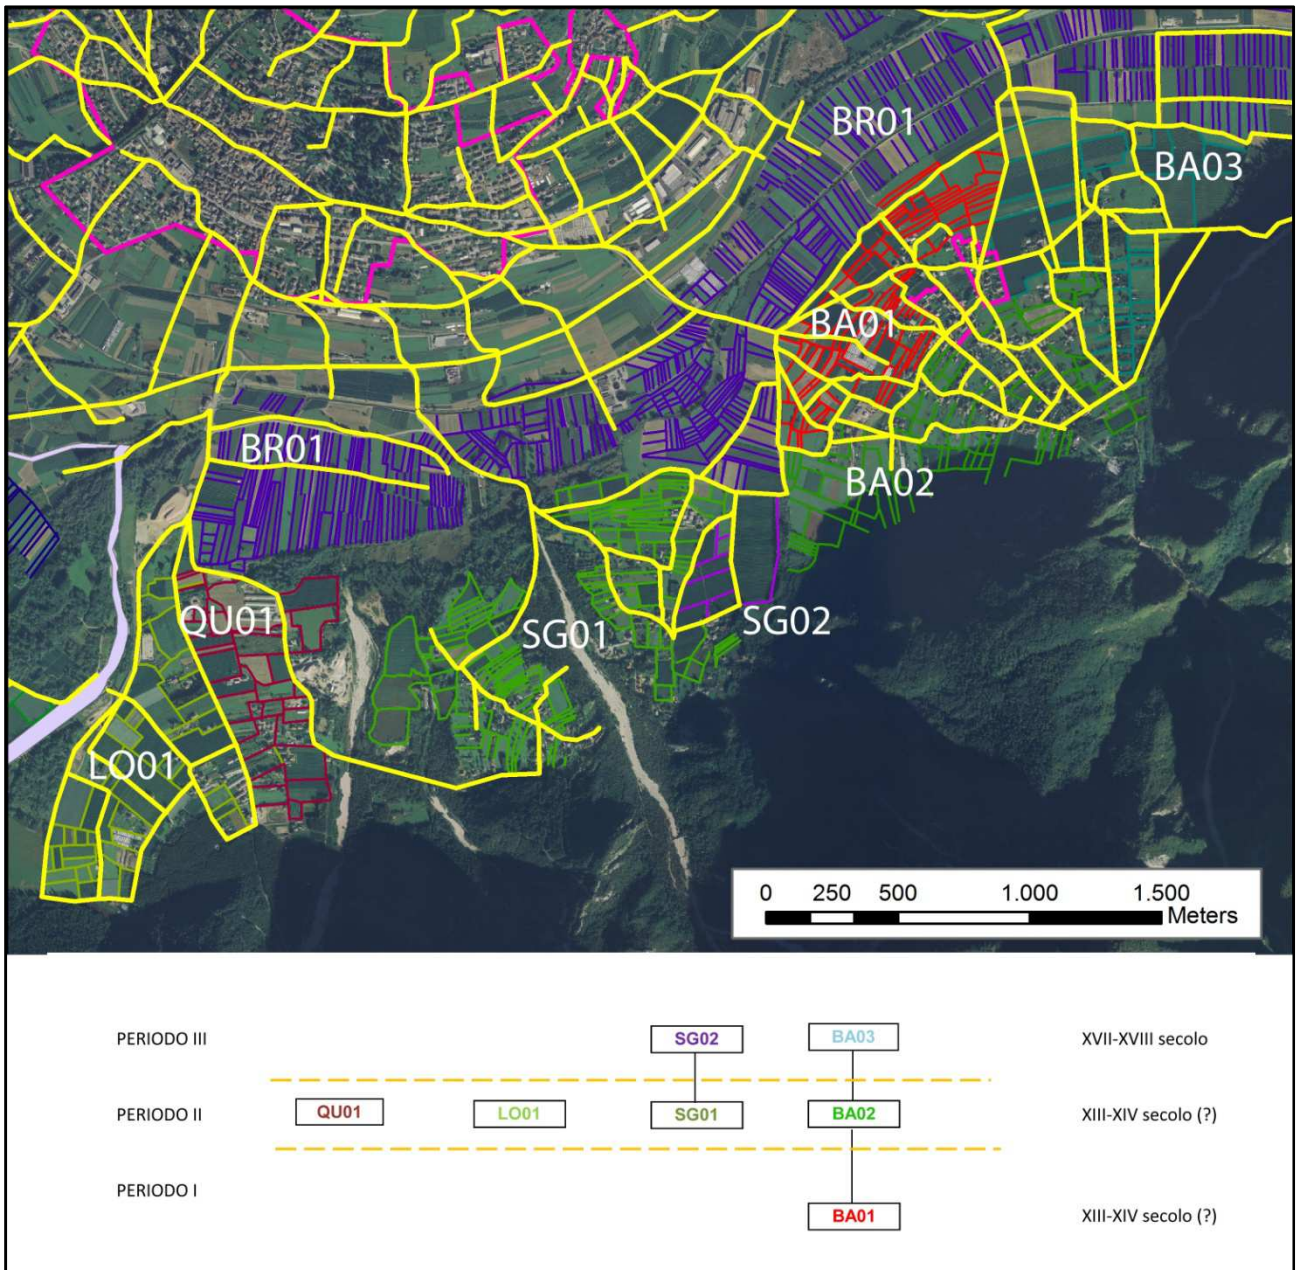 BR01
BA03
BA01
BR01
BA02
QU01
SG01
SG02
LO01
0 250 500 1.000 1.500
Meters
PERIODO III SG02 BA03 XVII-XVIII secolo
PERIODO II QU01 LO01 SG01 BA02 XIII-XIV secolo (?)
PERIODO I
BA01 XIII-XIV secolo (?)